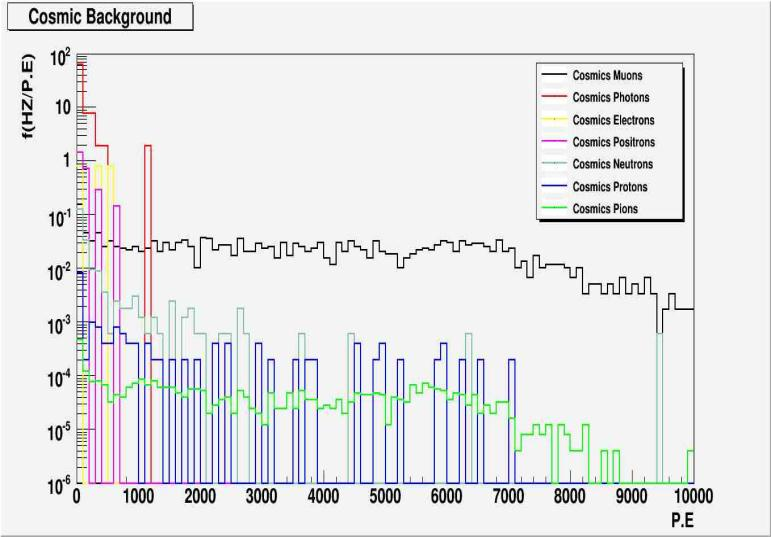 Cosmic Background
f(HZ/P.E)
10²
10
1
10⁻¹
10⁻²
10⁻³
10⁻⁴
10⁻⁵
10⁻⁶
Cosmics Muons
Cosmics Photons
Cosmics Electrons
Cosmics Positrons
Cosmics Neutrons
Cosmics Protons
Cosmics Pions
0 1000 2000 3000 4000 5000 6000 7000 8000 9000 10000
P.E